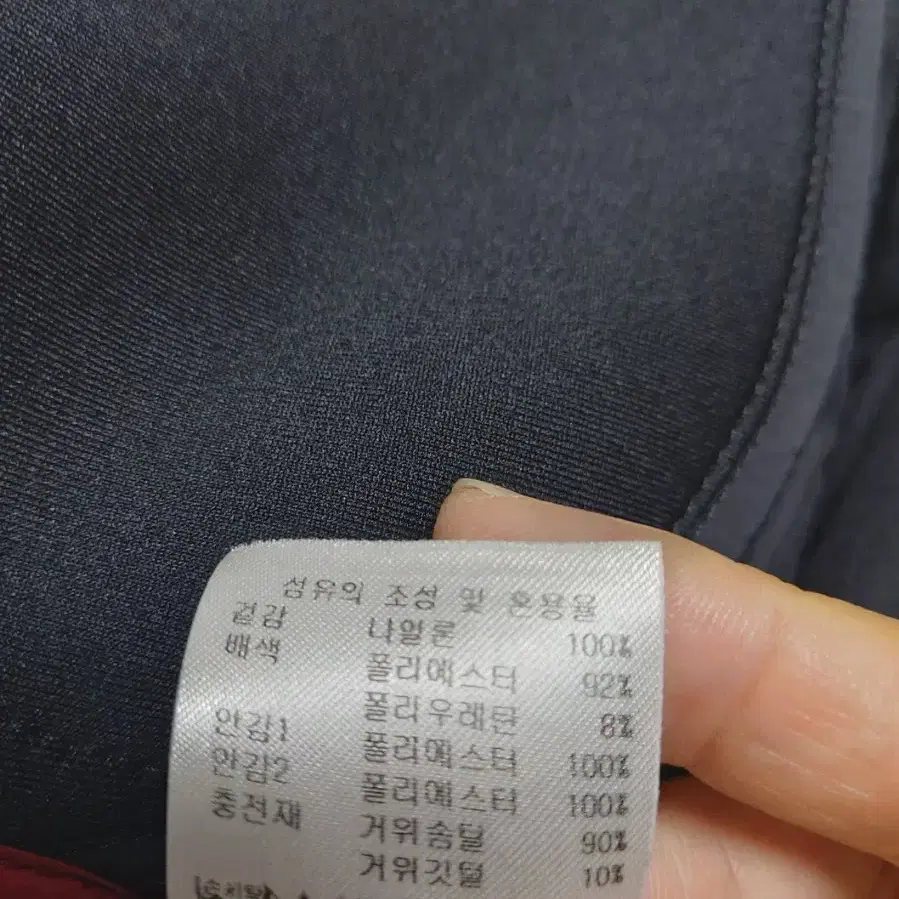 섬유의 조성 및 혼용율
겉감 나일론 100%
배색 폴리에스터 92%
폴리우레탄 8%
안감1 폴리에스터 100%
안감2 폴리에스터 100%
충전재 거위솜털 90%
거위깃털 10%